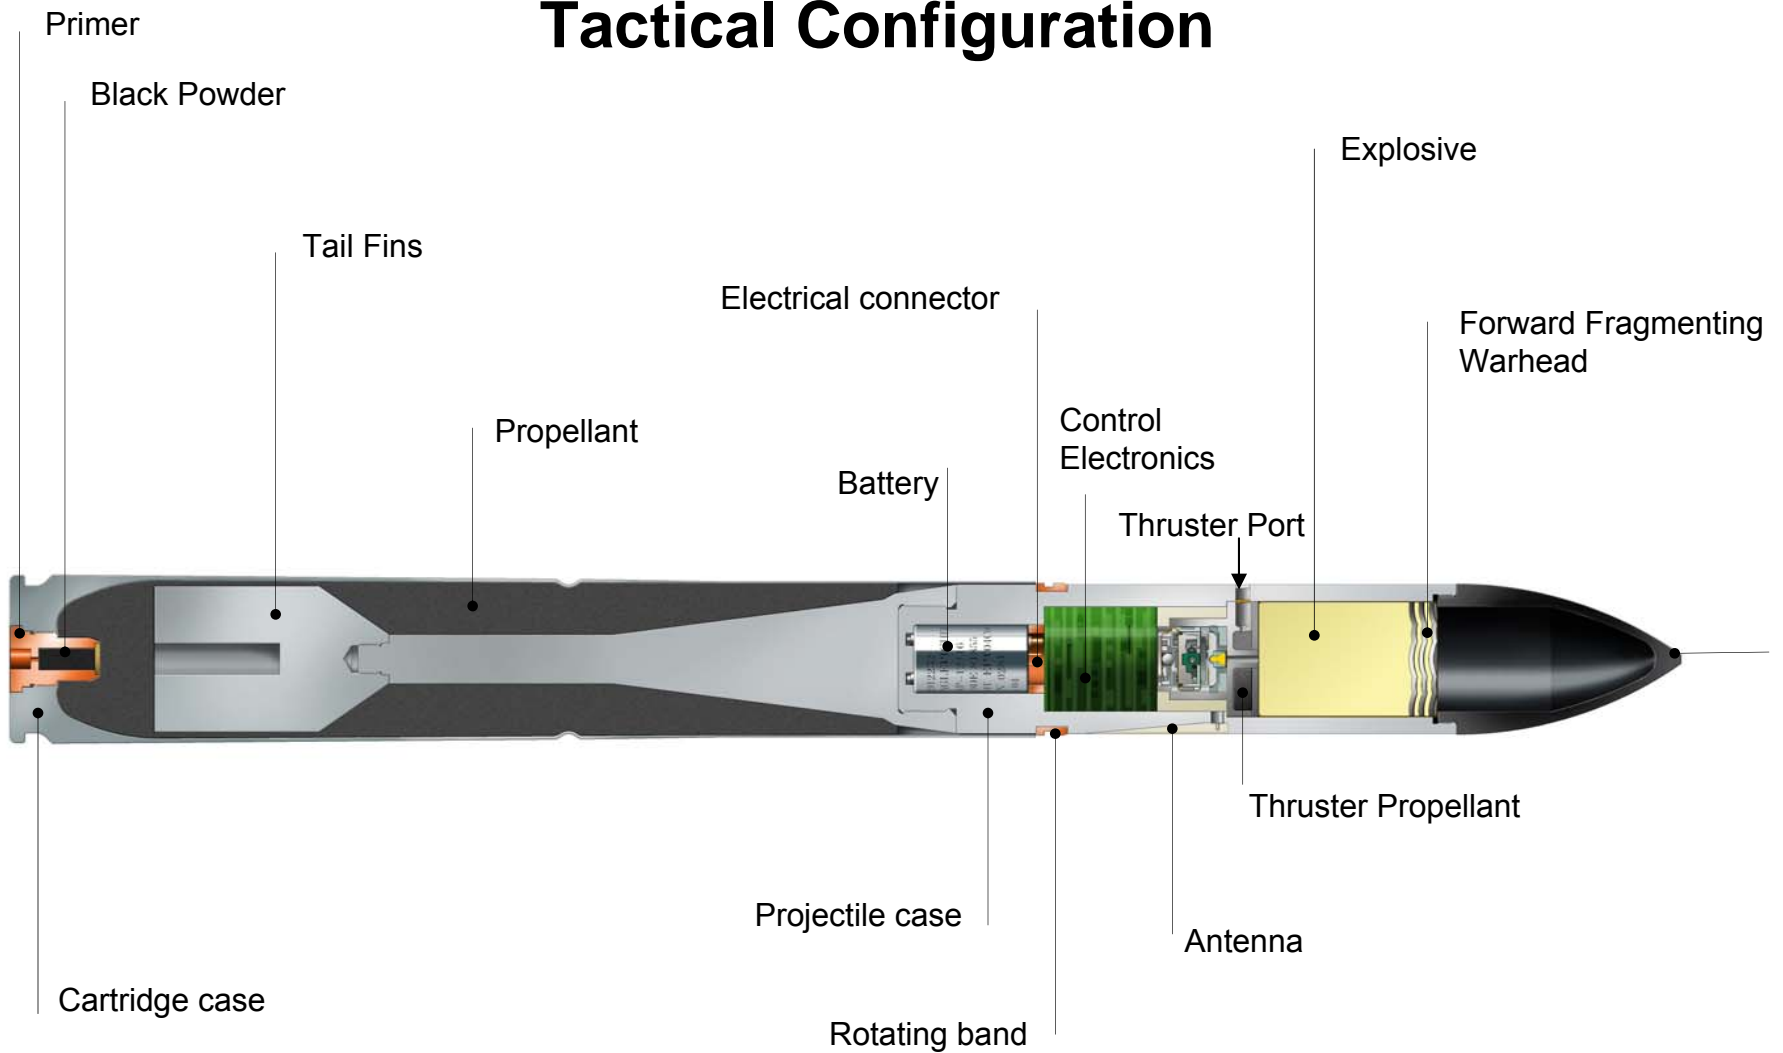 Tactical Configuration
Primer
Black Powder
Explosive
Tail Fins
Electrical connector
Forward Fragmenting
Warhead
Control
Electronics
Propellant
Battery
Thruster Port
Thruster Propellant
Projectile case
Antenna
Cartridge case
Rotating band